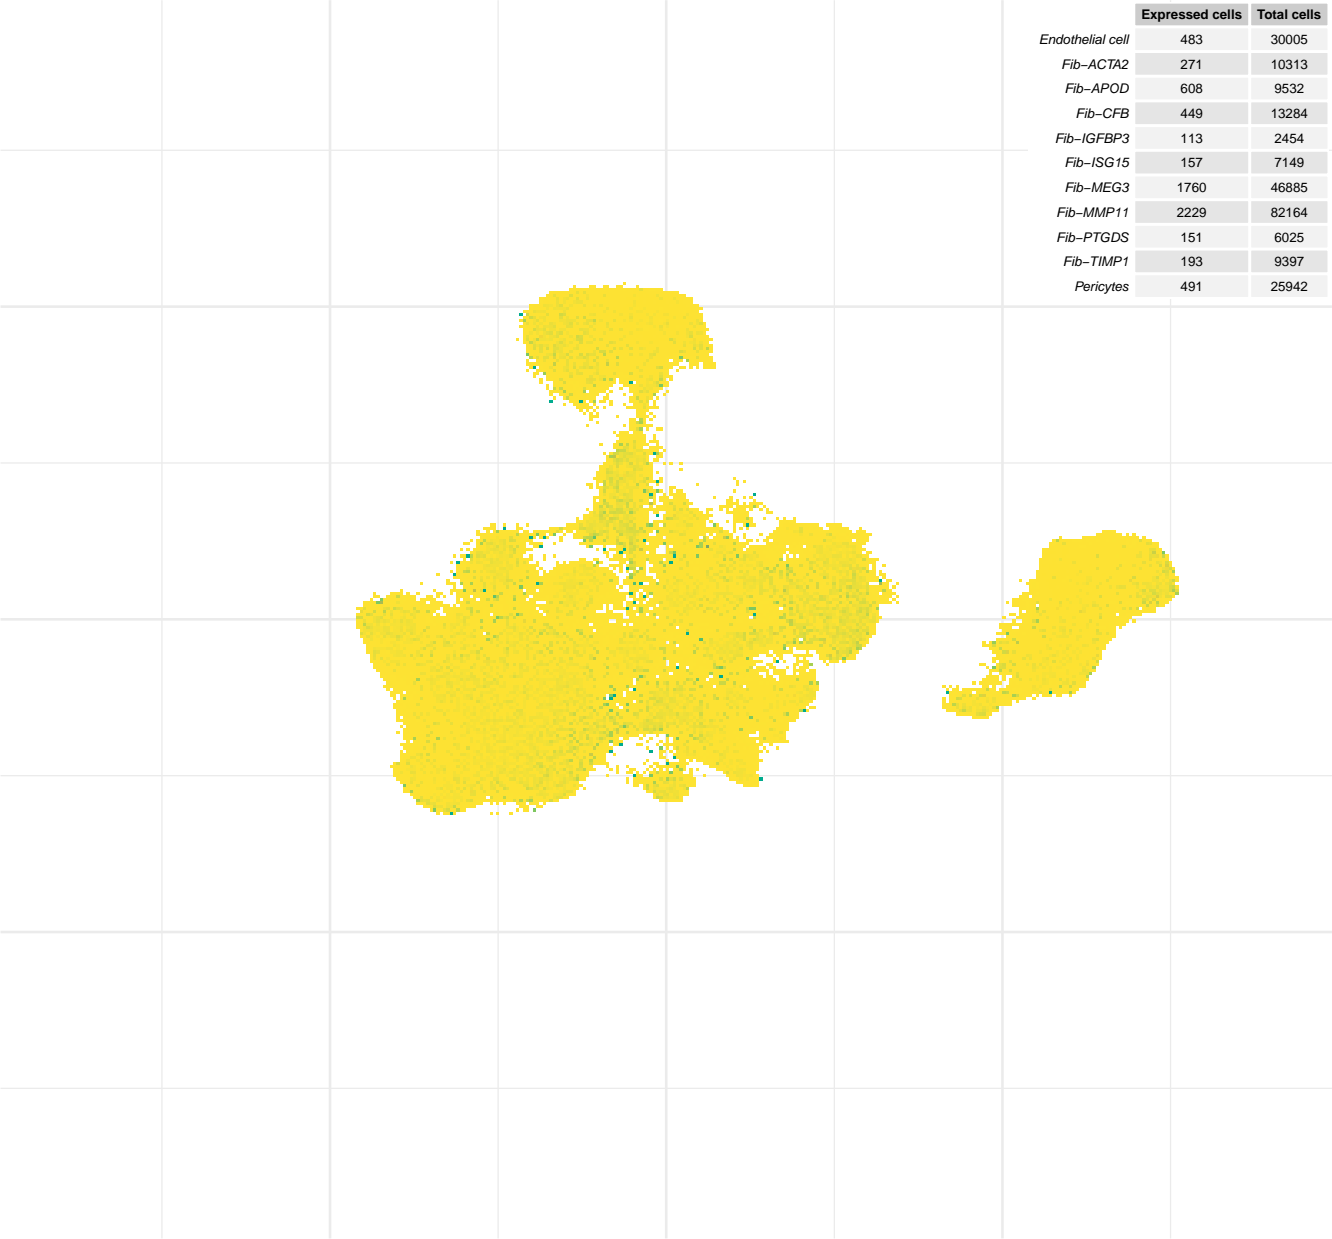 Expressed cells Total cells
Endothelial cell 483 30005
Fib−ACTA2 271 10313
Fib−APOD 608 9532
Fib−CFB 449 13284
Fib−IGFBP3 113 2454
Fib−ISG15 157 7149
Fib−MEG3 1760 46885
Fib−MMP11 2229 82164
Fib−PTGDS 151 6025
Fib−TIMP1 193 9397
Pericytes 491 25942